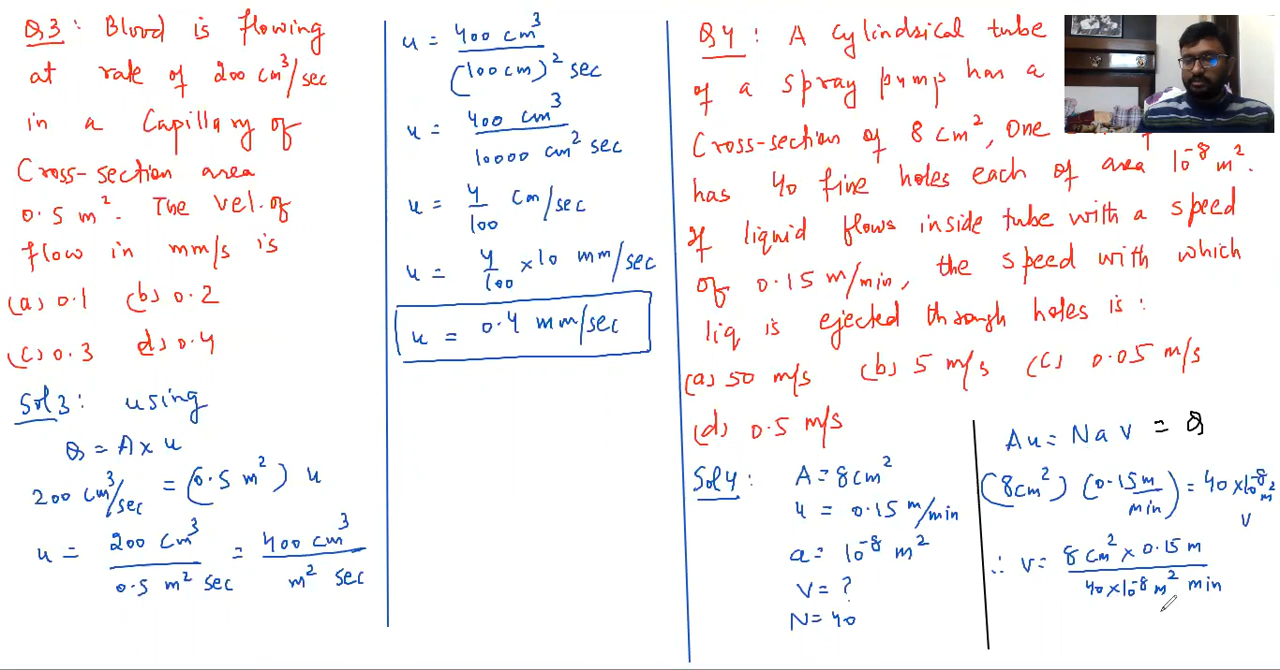 Q3 : Blood is flowing
at rate of 200 cm³/sec
in a Capillary of
Cross-section area
0.5 m². The vel. of
flow in mm/s is
(a) 0.1 (b) 0.2
(c) 0.3 (d) 0.4
Sol 3 : using
Q = A × u
200 cm³/sec = (0.5 m²) u
u = 200 cm³ / 0.5 m² sec = 400 cm³ / m² sec
u = 400 cm³ / (100 cm)² sec
u = 400 cm³ / 10000 cm² sec
u = 4/100 cm/sec
u = 4/100 × 10 mm/sec
u = 0.4 mm/sec
Q4 : A Cylindrical tube
of a spray pump has a
Cross-section of 8 cm², One
has 40 fine holes each of area 10⁻⁸ m².
If liquid flows inside tube with a speed
of 0.15 m/min, the speed with which
liq is ejected through holes is :
(a) 50 m/s (b) 5 m/s (c) 0.05 m/s
(d) 0.5 m/s
Sol 4 : A = 8 cm²
u = 0.15 m/min
a = 10⁻⁸ m²
V = ?
N = 40
Au = N a V = Q
(8 cm²) (0.15 m/min) = 40 × 10⁻⁸ m² V
∴ V = 8 cm² × 0.15 m / 40 × 10⁻⁸ m² min